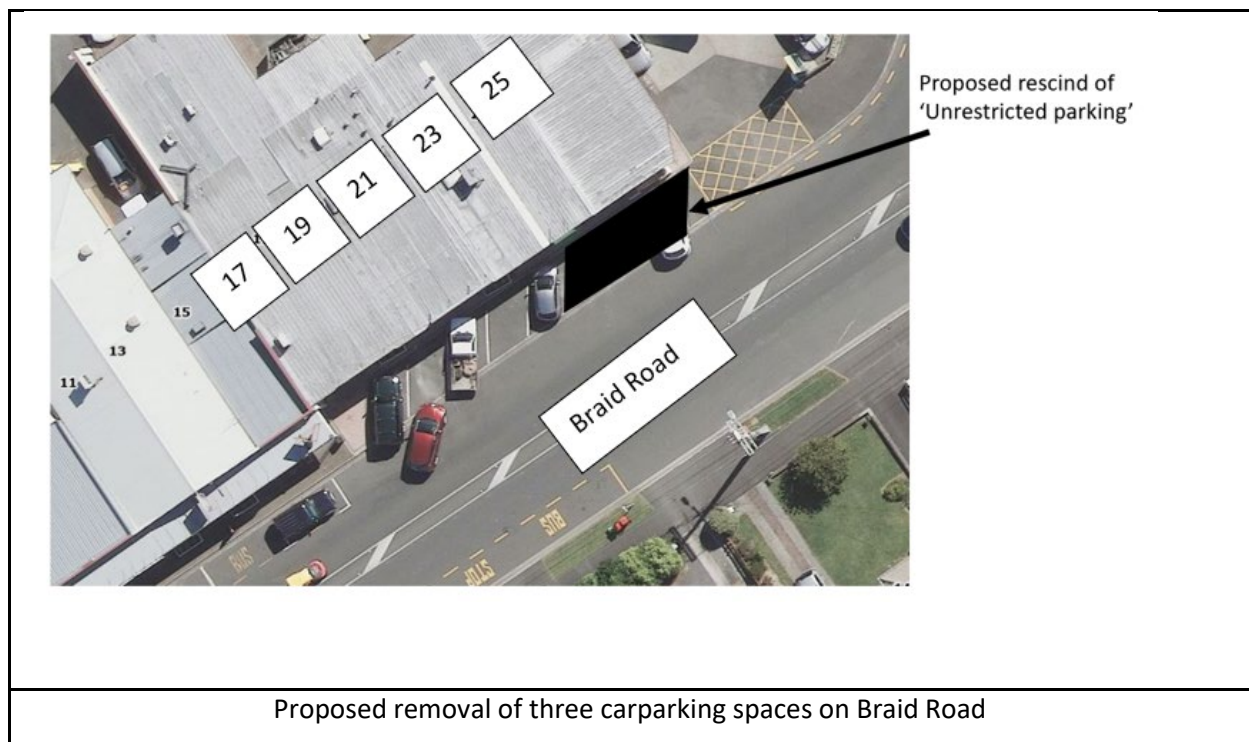 Proposed rescind of
‘Unrestricted parking’
25
23
21
19
17
15
13
11
Braid Road
BUS
STOP
BUS
Proposed removal of three carparking spaces on Braid Road